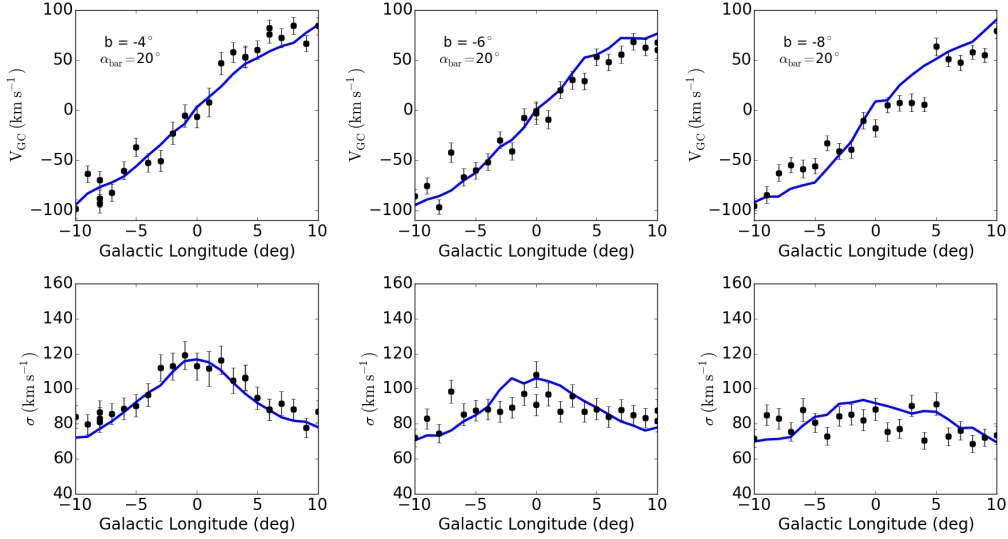 100
50
0
−50
−100
V_GC (km s⁻¹)
b = -4°
α_bar = 20°
−10 −5 0 5 10
Galactic Longitude (deg)
100
50
0
−50
−100
V_GC (km s⁻¹)
b = -6°
α_bar = 20°
−10 −5 0 5 10
Galactic Longitude (deg)
100
50
0
−50
−100
V_GC (km s⁻¹)
b = -8°
α_bar = 20°
−10 −5 0 5 10
Galactic Longitude (deg)
160
140
120
100
80
60
40
σ (km s⁻¹)
−10 −5 0 5 10
Galactic Longitude (deg)
160
140
120
100
80
60
40
σ (km s⁻¹)
−10 −5 0 5 10
Galactic Longitude (deg)
160
140
120
100
80
60
40
σ (km s⁻¹)
−10 −5 0 5 10
Galactic Longitude (deg)